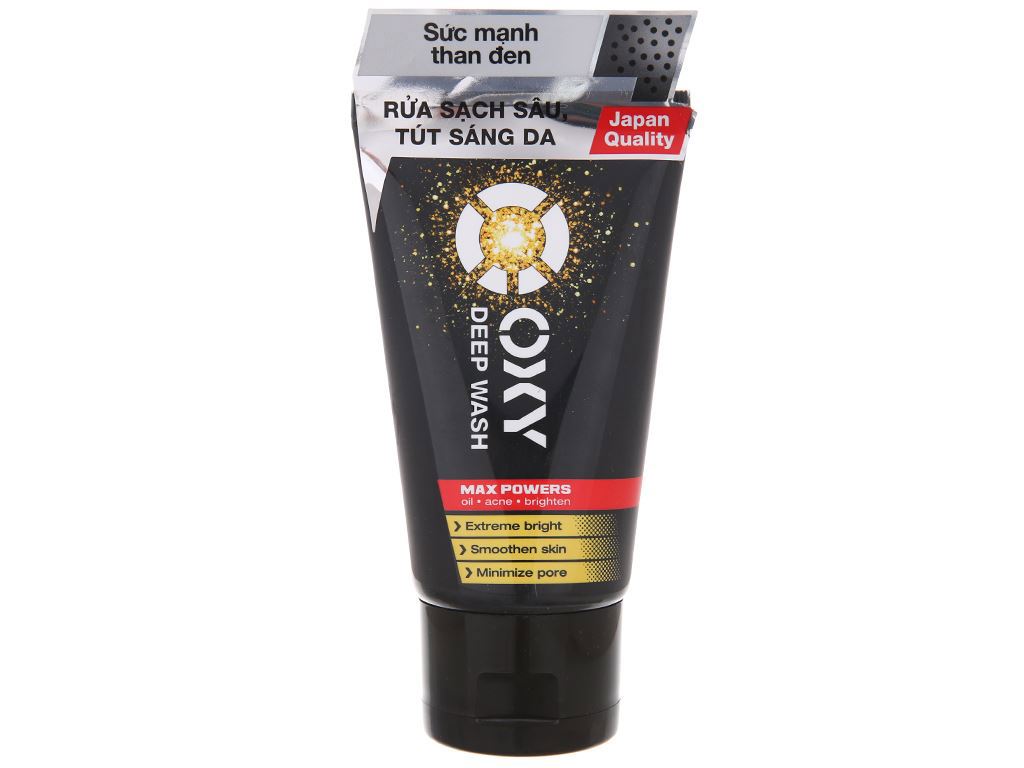 Sức mạnh
than đen
RỬA SẠCH SÂU,
TÚT SÁNG DA
Japan
Quality
OXY
DEEP WASH
MAX POWERS
oil • acne • brighten
❯ Extreme bright
❯ Smoothen skin
❯ Minimize pore